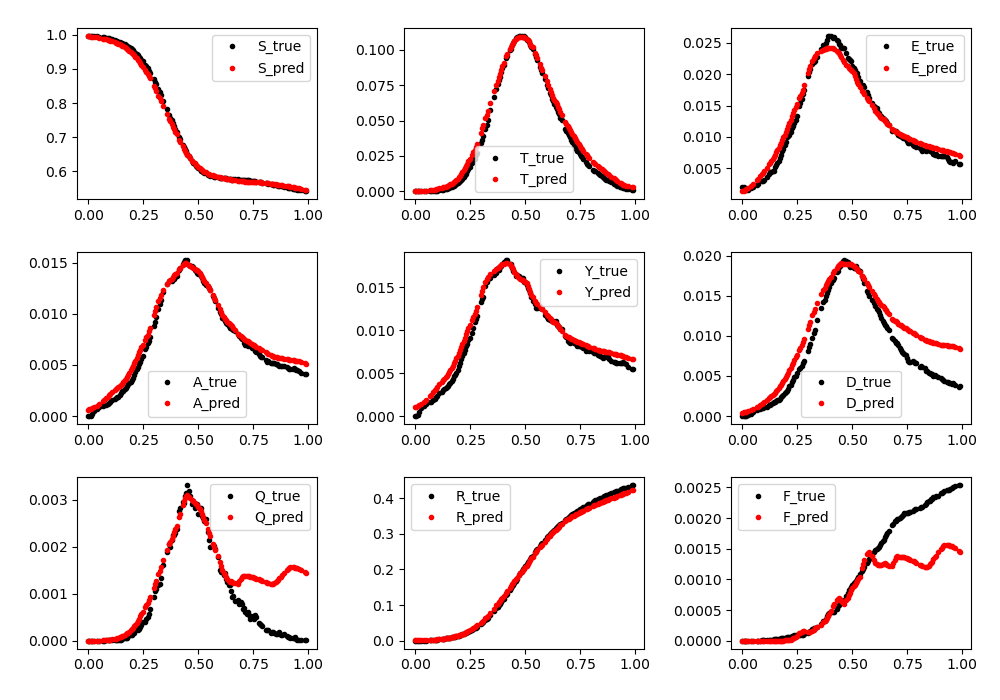 S_true
S_pred
1.0
0.9
0.8
0.7
0.6
0.00 0.25 0.50 0.75 1.00
T_true
T_pred
0.100
0.075
0.050
0.025
0.000
0.00 0.25 0.50 0.75 1.00
E_true
E_pred
0.025
0.020
0.015
0.010
0.005
0.00 0.25 0.50 0.75 1.00
A_true
A_pred
0.015
0.010
0.005
0.000
0.00 0.25 0.50 0.75 1.00
Y_true
Y_pred
0.015
0.010
0.005
0.000
0.00 0.25 0.50 0.75 1.00
D_true
D_pred
0.020
0.015
0.010
0.005
0.000
0.00 0.25 0.50 0.75 1.00
Q_true
Q_pred
0.003
0.002
0.001
0.000
0.00 0.25 0.50 0.75 1.00
R_true
R_pred
0.4
0.3
0.2
0.1
0.0
0.00 0.25 0.50 0.75 1.00
F_true
F_pred
0.0025
0.0020
0.0015
0.0010
0.0005
0.0000
0.00 0.25 0.50 0.75 1.00